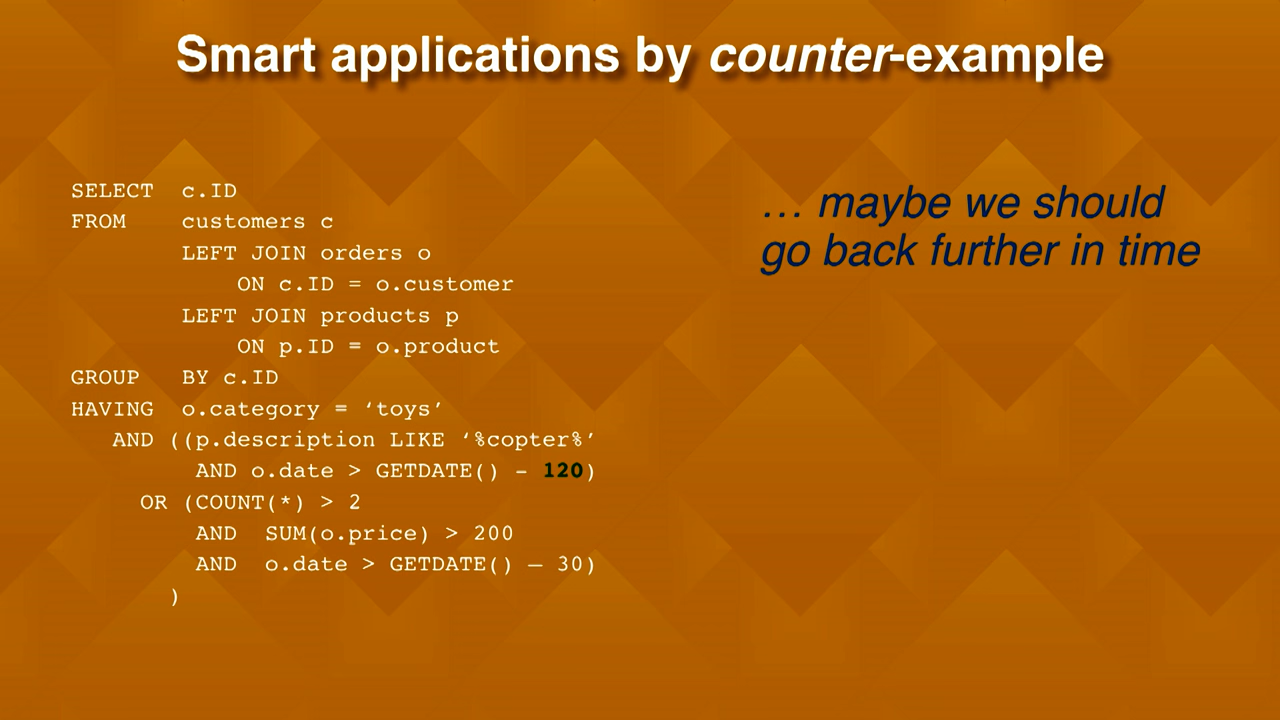 Smart applications by counter-example
SELECT  c.ID
FROM    customers c
        LEFT JOIN orders o
            ON c.ID = o.customer
        LEFT JOIN products p
            ON p.ID = o.product
GROUP   BY c.ID
HAVING  o.category = ‘toys’
   AND ((p.description LIKE ‘%copter%’
         AND o.date > GETDATE() - 120)
     OR (COUNT(*) > 2
         AND  SUM(o.price) > 200
         AND  o.date > GETDATE() – 30)
       )
… maybe we should
go back further in time